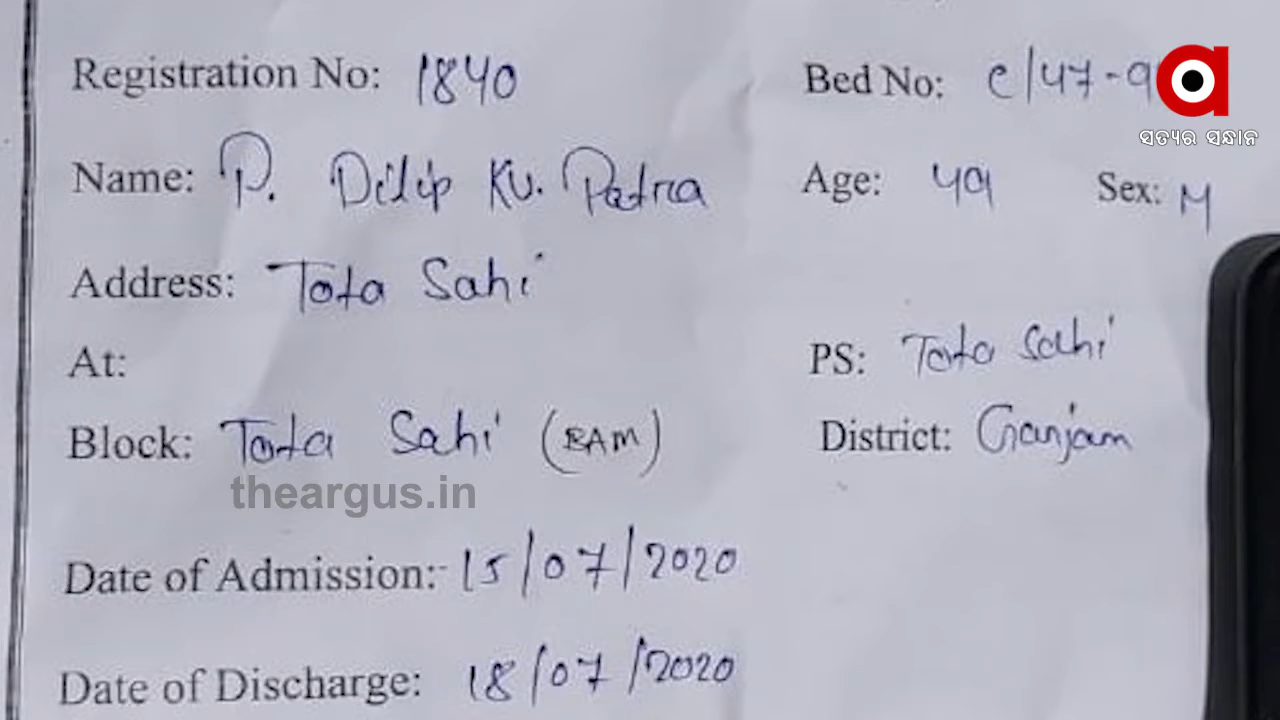 Registration No: 1840 Bed No: C/47-9
ସତ୍ୟର ସନ୍ଧାନ
Name: P. Dilip Ku. Patra Age: 49 Sex: M
Address: Tota Sahi
At: PS: Tota Sahi
Block: Tota Sahi (BAM) District: Ganjam
theargus.in
Date of Admission:- 15/07/2020
Date of Discharge: 18/07/2020